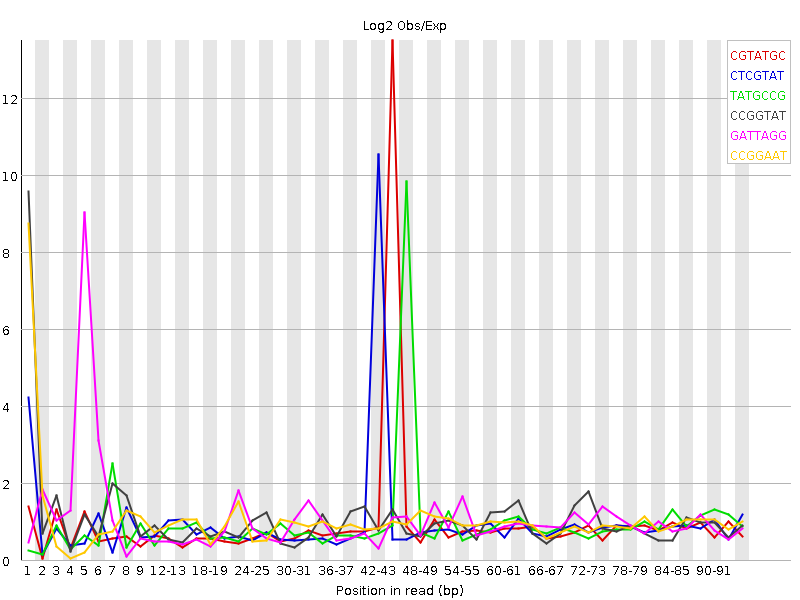 Log2 Obs/Exp
CGTATGC
CTCGTAT
TATGCCG
CCGGTAT
GATTAGG
CCGGAAT
12
10
8
6
4
2
0
1 2 3 4 5 6 7 8 9 12-13 18-19 24-25 30-31 36-37 42-43 48-49 54-55 60-61 66-67 72-73 78-79 84-85 90-91
Position in read (bp)